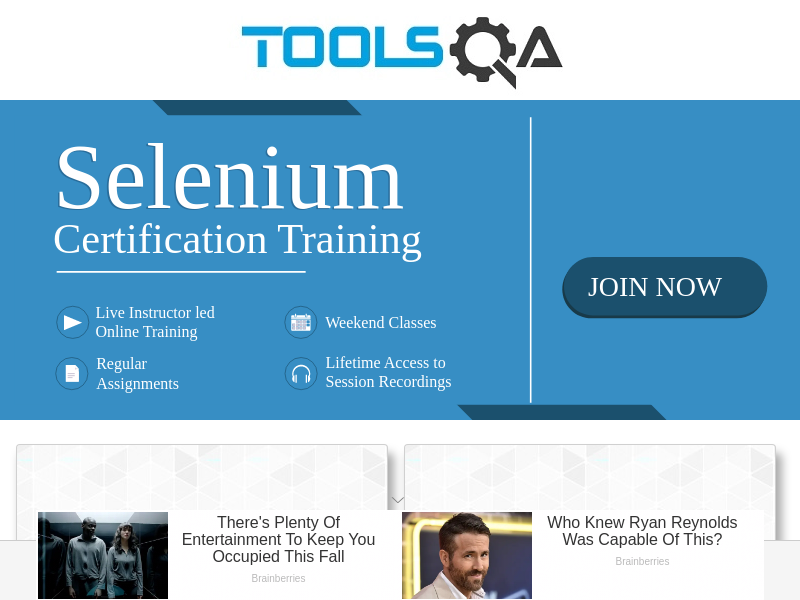 TOOLSQA
Selenium
Certification Training
JOIN NOW
Live Instructor led
Online Training
Weekend Classes
Regular
Assignments
Lifetime Access to
Session Recordings
There's Plenty Of
Entertainment To Keep You
Occupied This Fall
Brainberries
Who Knew Ryan Reynolds
Was Capable Of This?
Brainberries